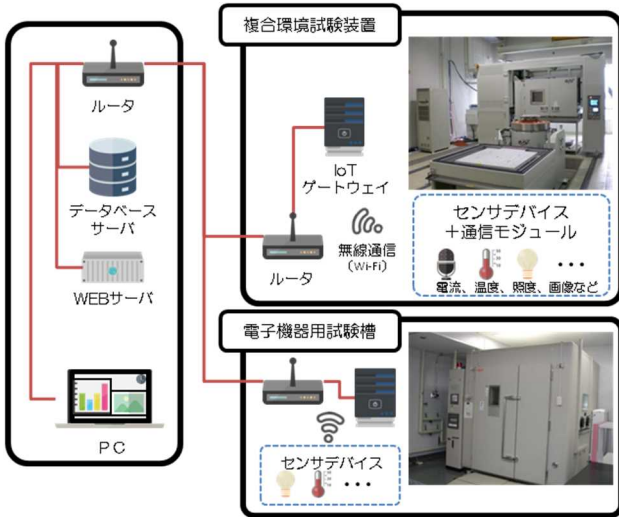 複合環境試験装置
ルータ
データベース
サーバ
WEBサーバ
PC
IoT
ゲートウェイ
ルータ
無線通信
（Wi-Fi）
センサデバイス
＋通信モジュール
・・・
電流、温度、照度、画像など
電子機器用試験槽
センサデバイス
・・・